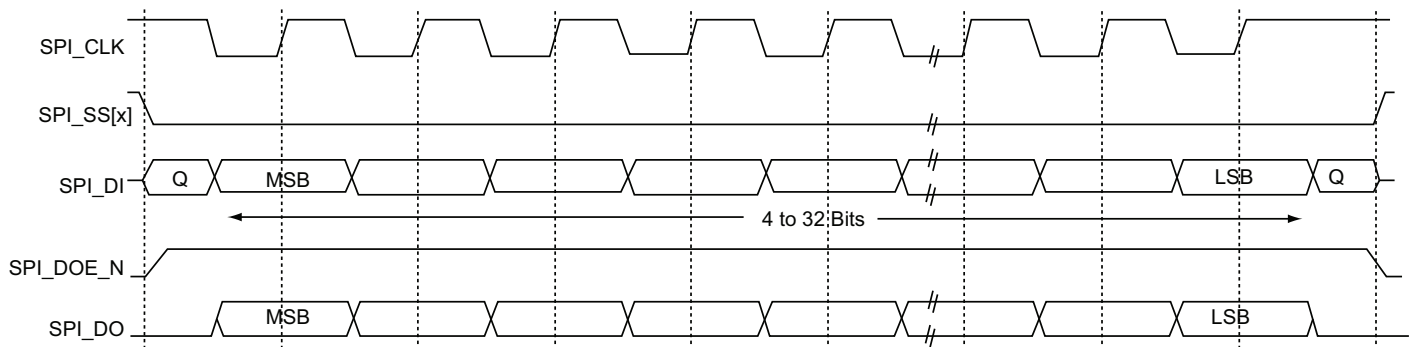 SPI_CLK
SPI_SS[x]
SPI_DI Q MSB LSB Q
4 to 32 Bits
SPI_DOE_N
SPI_DO MSB LSB